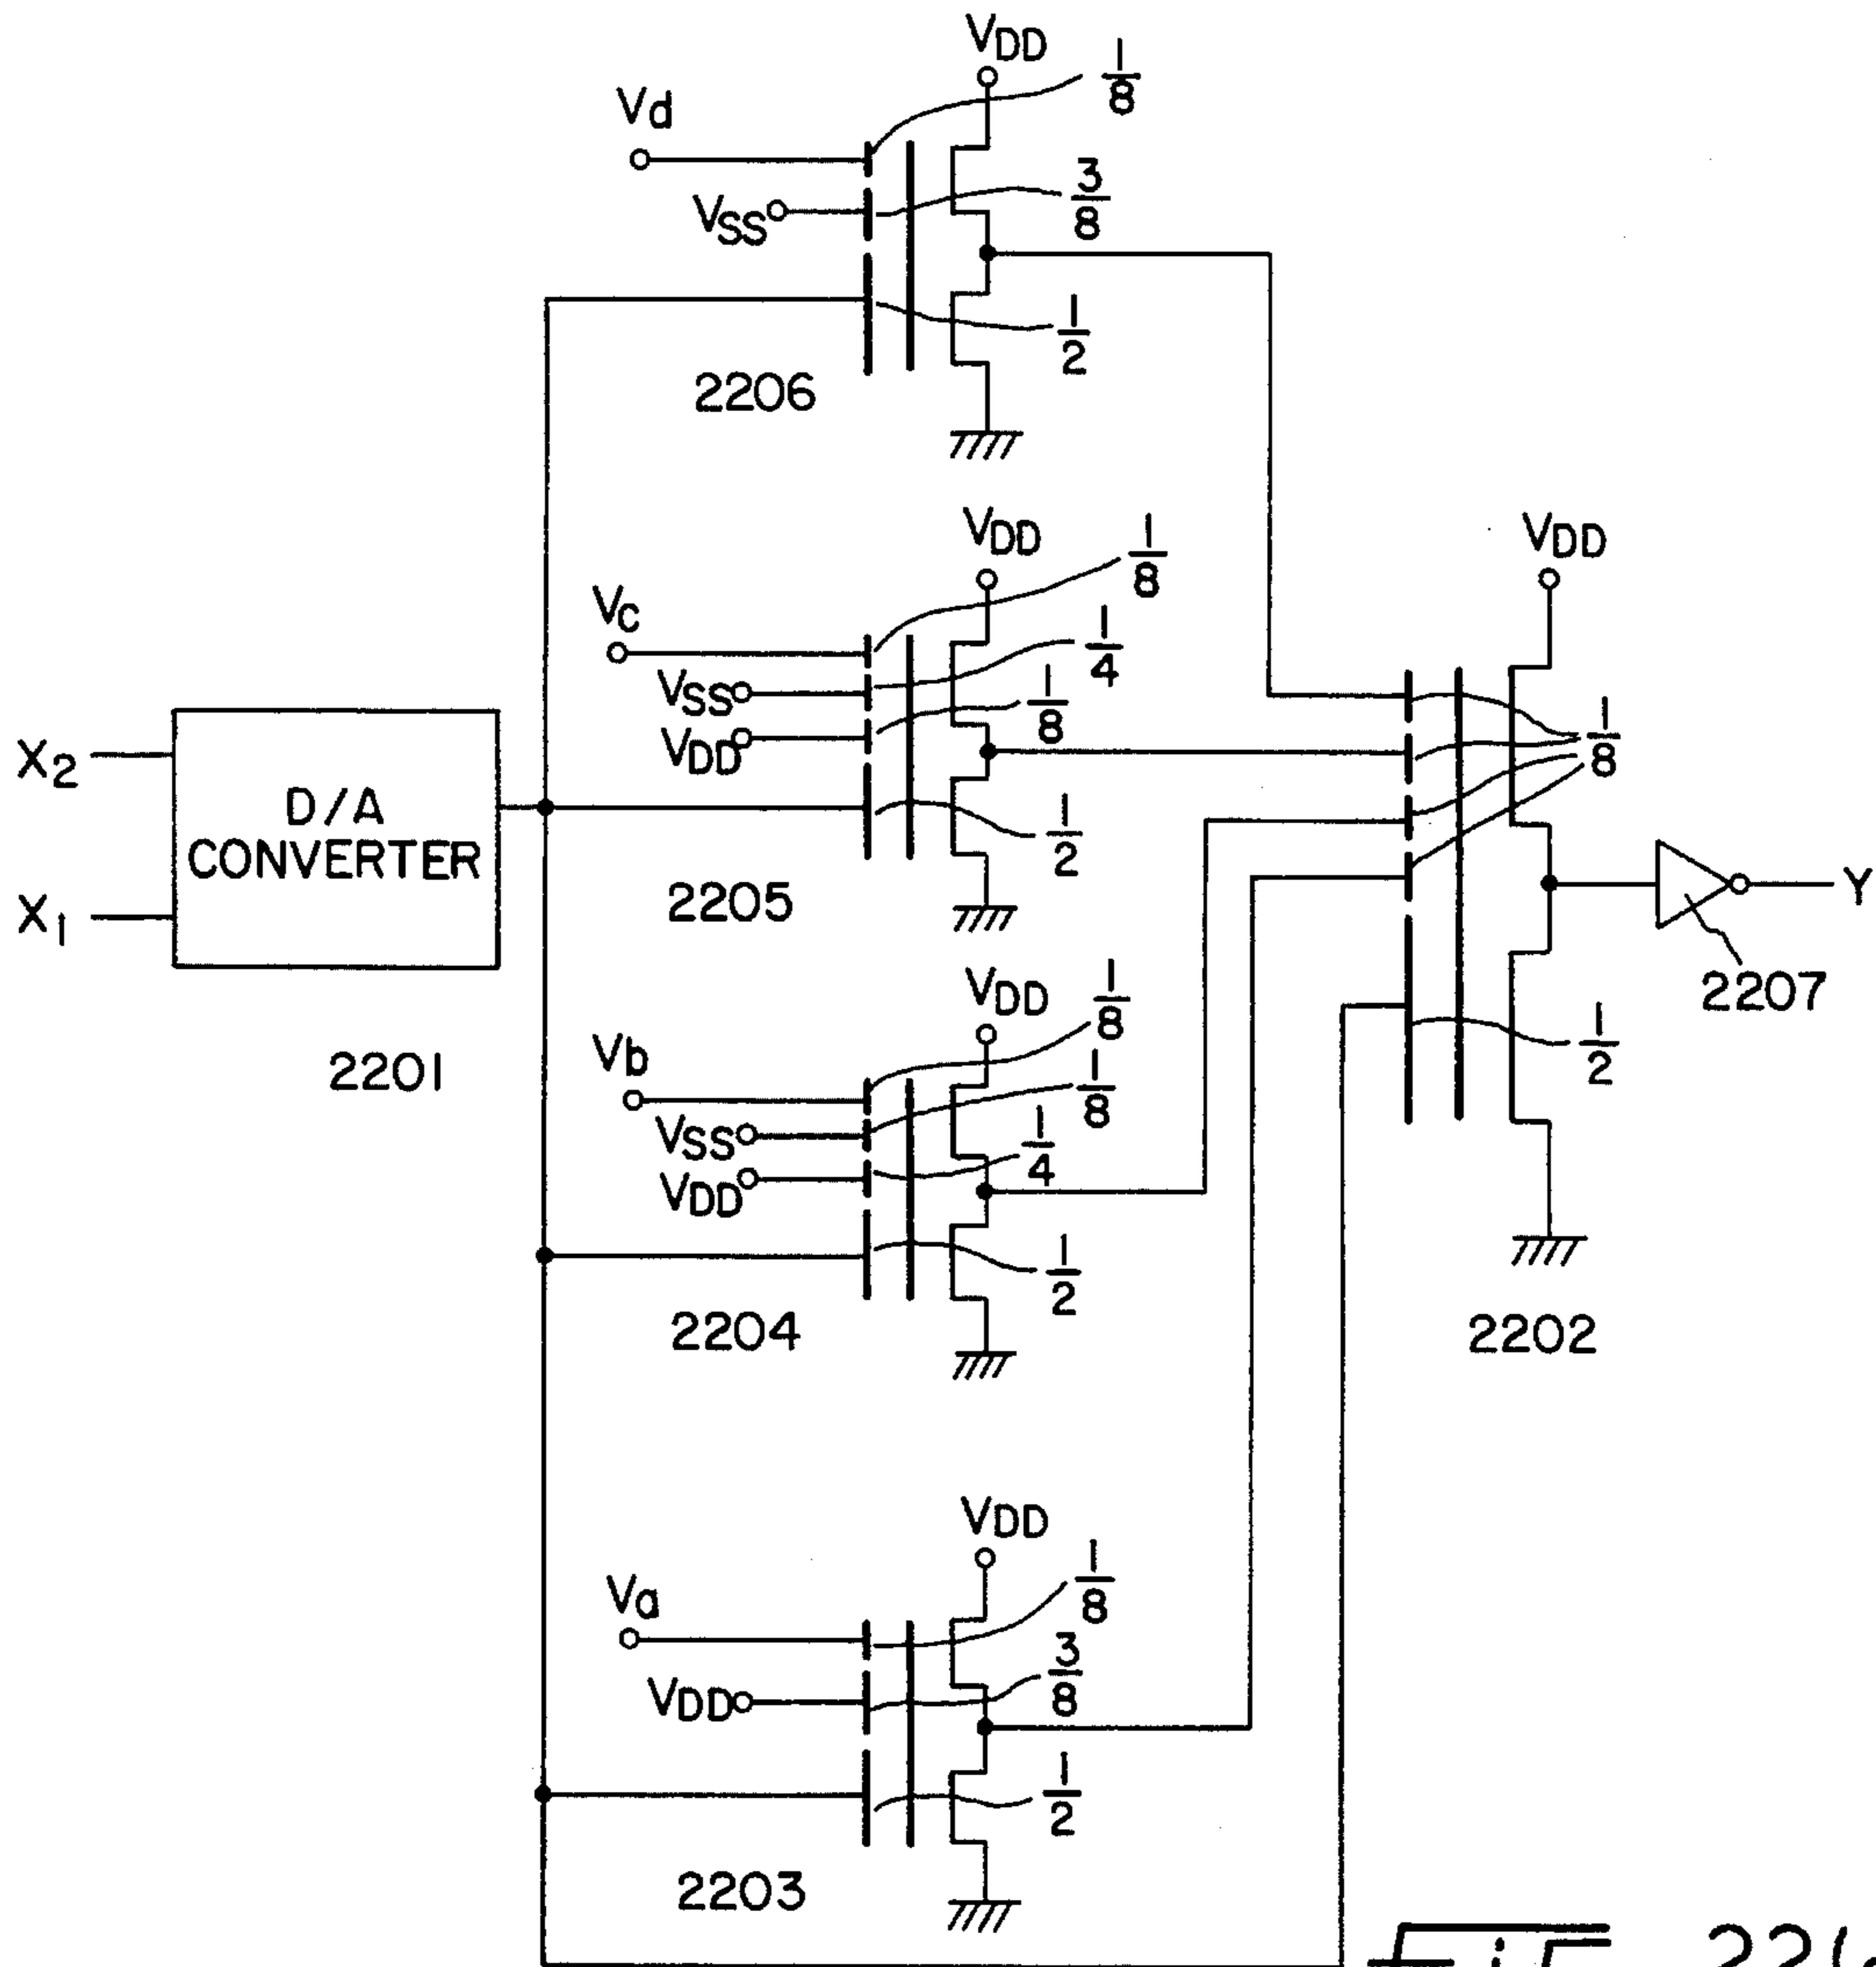 VDD
1/8
Vd
3/8
VSS
1/2
2206
VDD
1/8
VC
1/4
VSS
1/8
VDD
1/2
2205
VDD
1/8
X2
D/A
CONVERTER
X1
2201
Y
2207
1/2
2202
VDD
1/8
Vb
1/8
VSS
1/4
VDD
1/2
2204
VDD
1/8
Va
3/8
VDD
1/2
2203